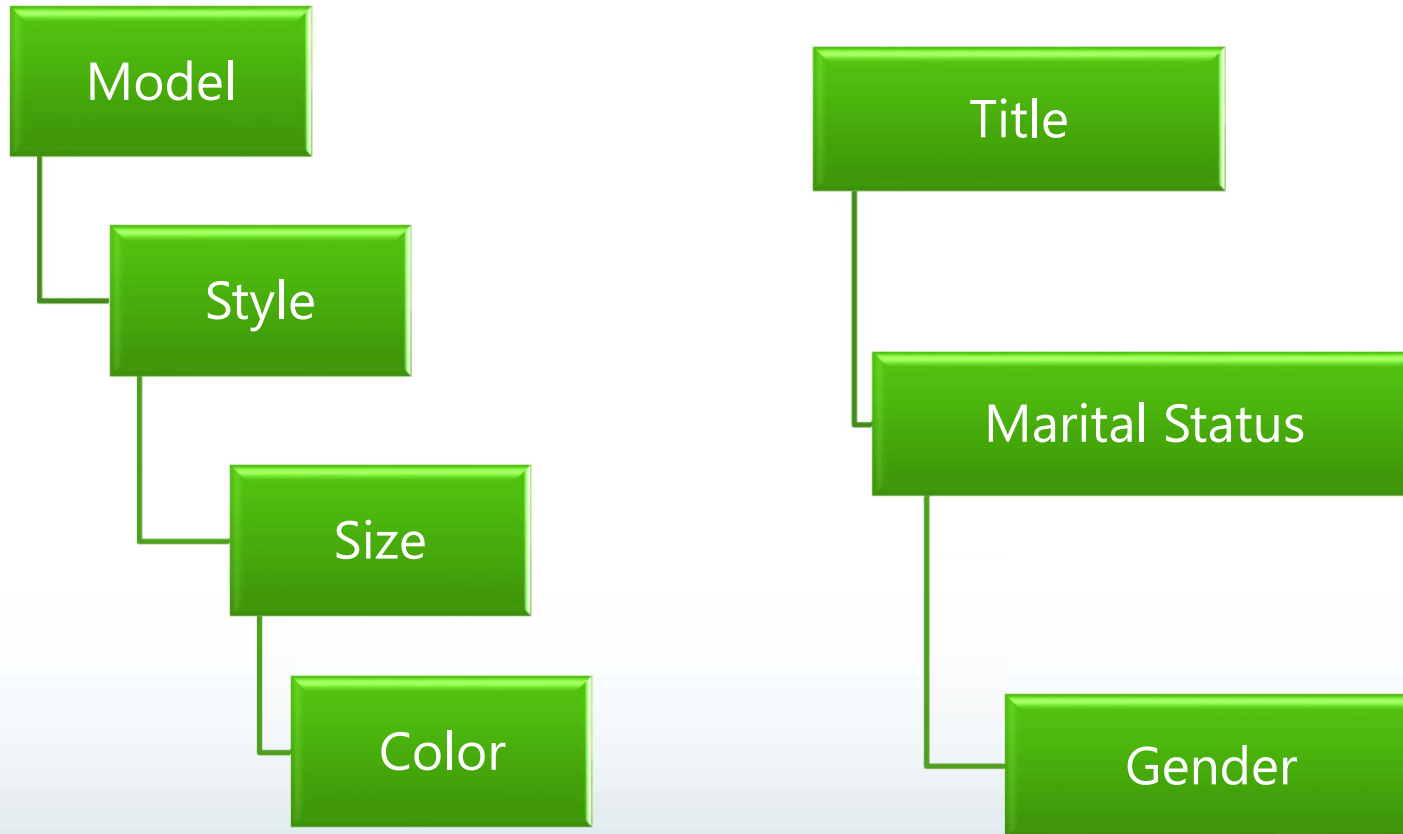 Model
Style
Size
Color
Title
Marital Status
Gender